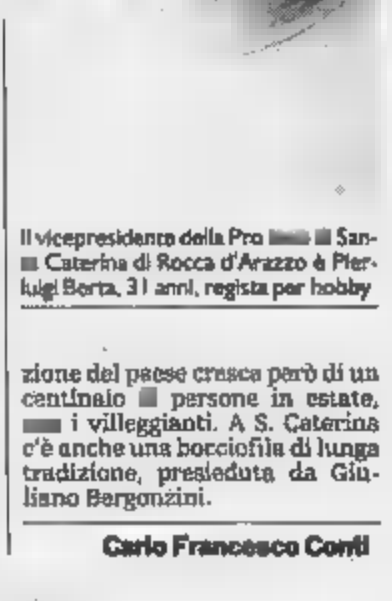 Il vicepresidente della Pro di San-
Caterina di Rocca d'Arazzo è Pier-
luigi Berta, 31 anni, regista per hobby
zione del paese cresca però di un
centinaio persone in estate,
i villeggianti. A S. Caterina
c'è anche una bocciofila di lunga
tradizione, presieduta da Giu-
liano Bergonzini.
Carlo Francesco Conti